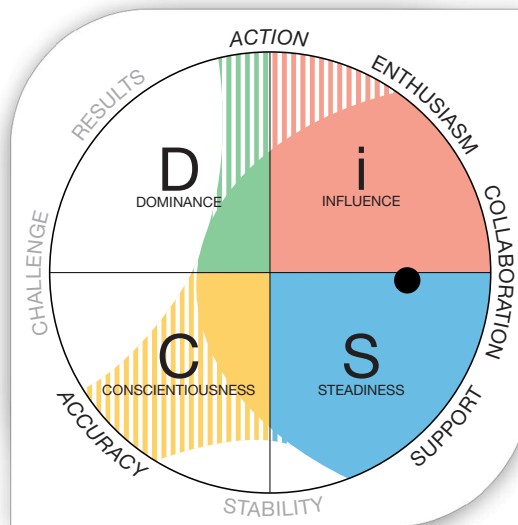 ACTION
RESULTS
ENTHUSIASM
D
DOMINANCE
i
INFLUENCE
CHALLENGE
COLLABORATION
C
CONSCIENTIOUSNESS
S
STEADINESS
ACCURACY
SUPPORT
STABILITY